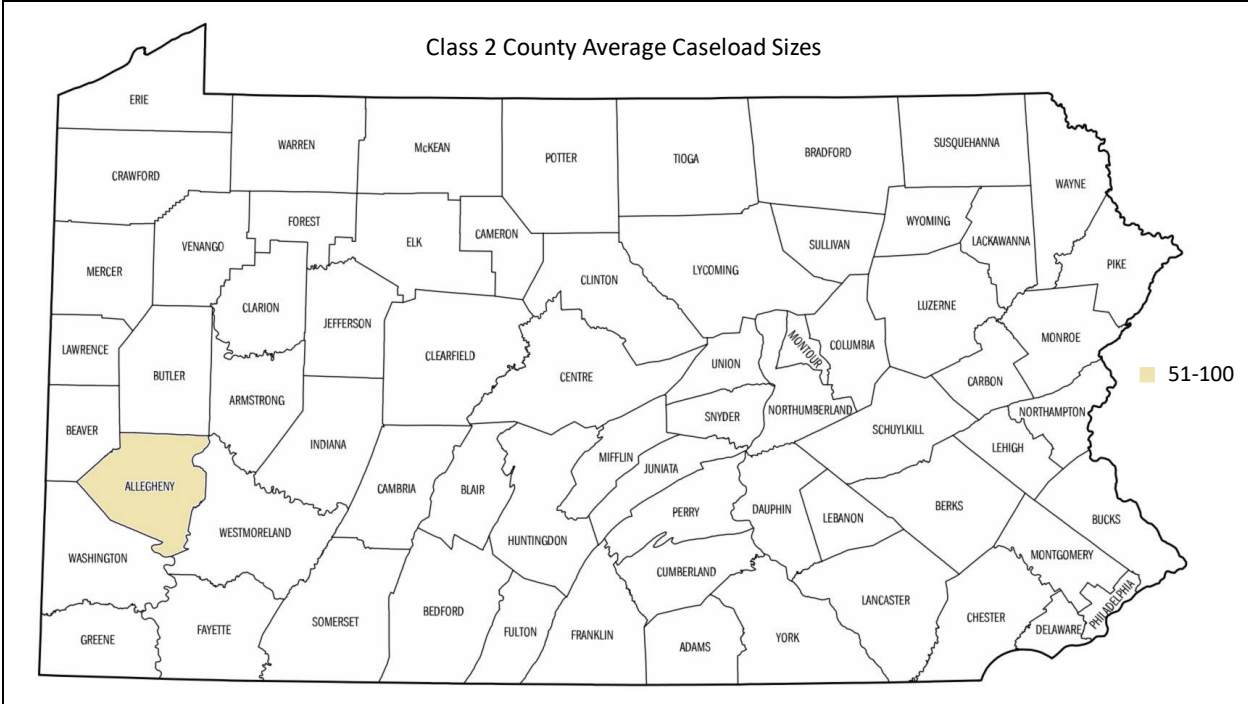 Class 2 County Average Caseload Sizes
ERIE
WARREN
McKEAN
POTTER
TIOGA
BRADFORD
SUSQUEHANNA
CRAWFORD
WAYNE
FOREST
WYOMING
VENANGO
ELK
CAMERON
SULLIVAN
LACKAWANNA
MERCER
LYCOMING
PIKE
CLINTON
CLARION
LUZERNE
JEFFERSON
MONROE
LAWRENCE
MONTOUR
COLUMBIA
CLEARFIELD
UNION
BUTLER
CENTRE
51-100
CARBON
ARMSTRONG
NORTHUMBERLAND
NORTHAMPTON
SNYDER
BEAVER
SCHUYLKILL
INDIANA
LEHIGH
MIFFLIN
JUNIATA
ALLEGHENY
CAMBRIA
BLAIR
BERKS
PERRY
DAUPHIN
LEBANON
BUCKS
WESTMORELAND
HUNTINGDON
MONTGOMERY
WASHINGTON
CUMBERLAND
PHILADELPHIA
LANCASTER
BEDFORD
CHESTER
SOMERSET
FAYETTE
DELAWARE
FULTON
FRANKLIN
GREENE
YORK
ADAMS